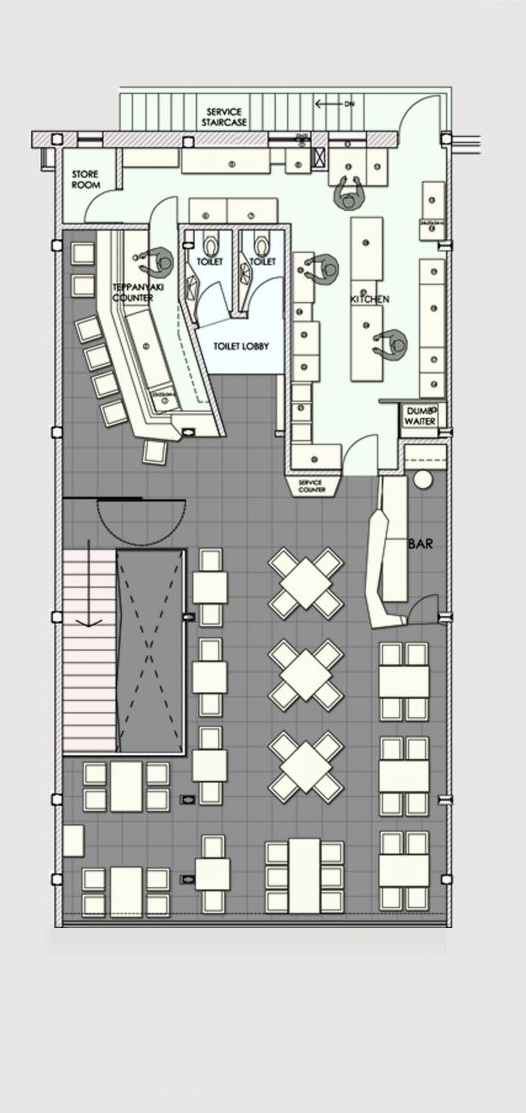 SERVICE
STAIRCASE
DN
STORE
ROOM
TOILET
TOILET
TEPPANYAKI
COUNTER
KITCHEN
TOILET LOBBY
DUMB
WAITER
SERVICE
COUNTER
BAR